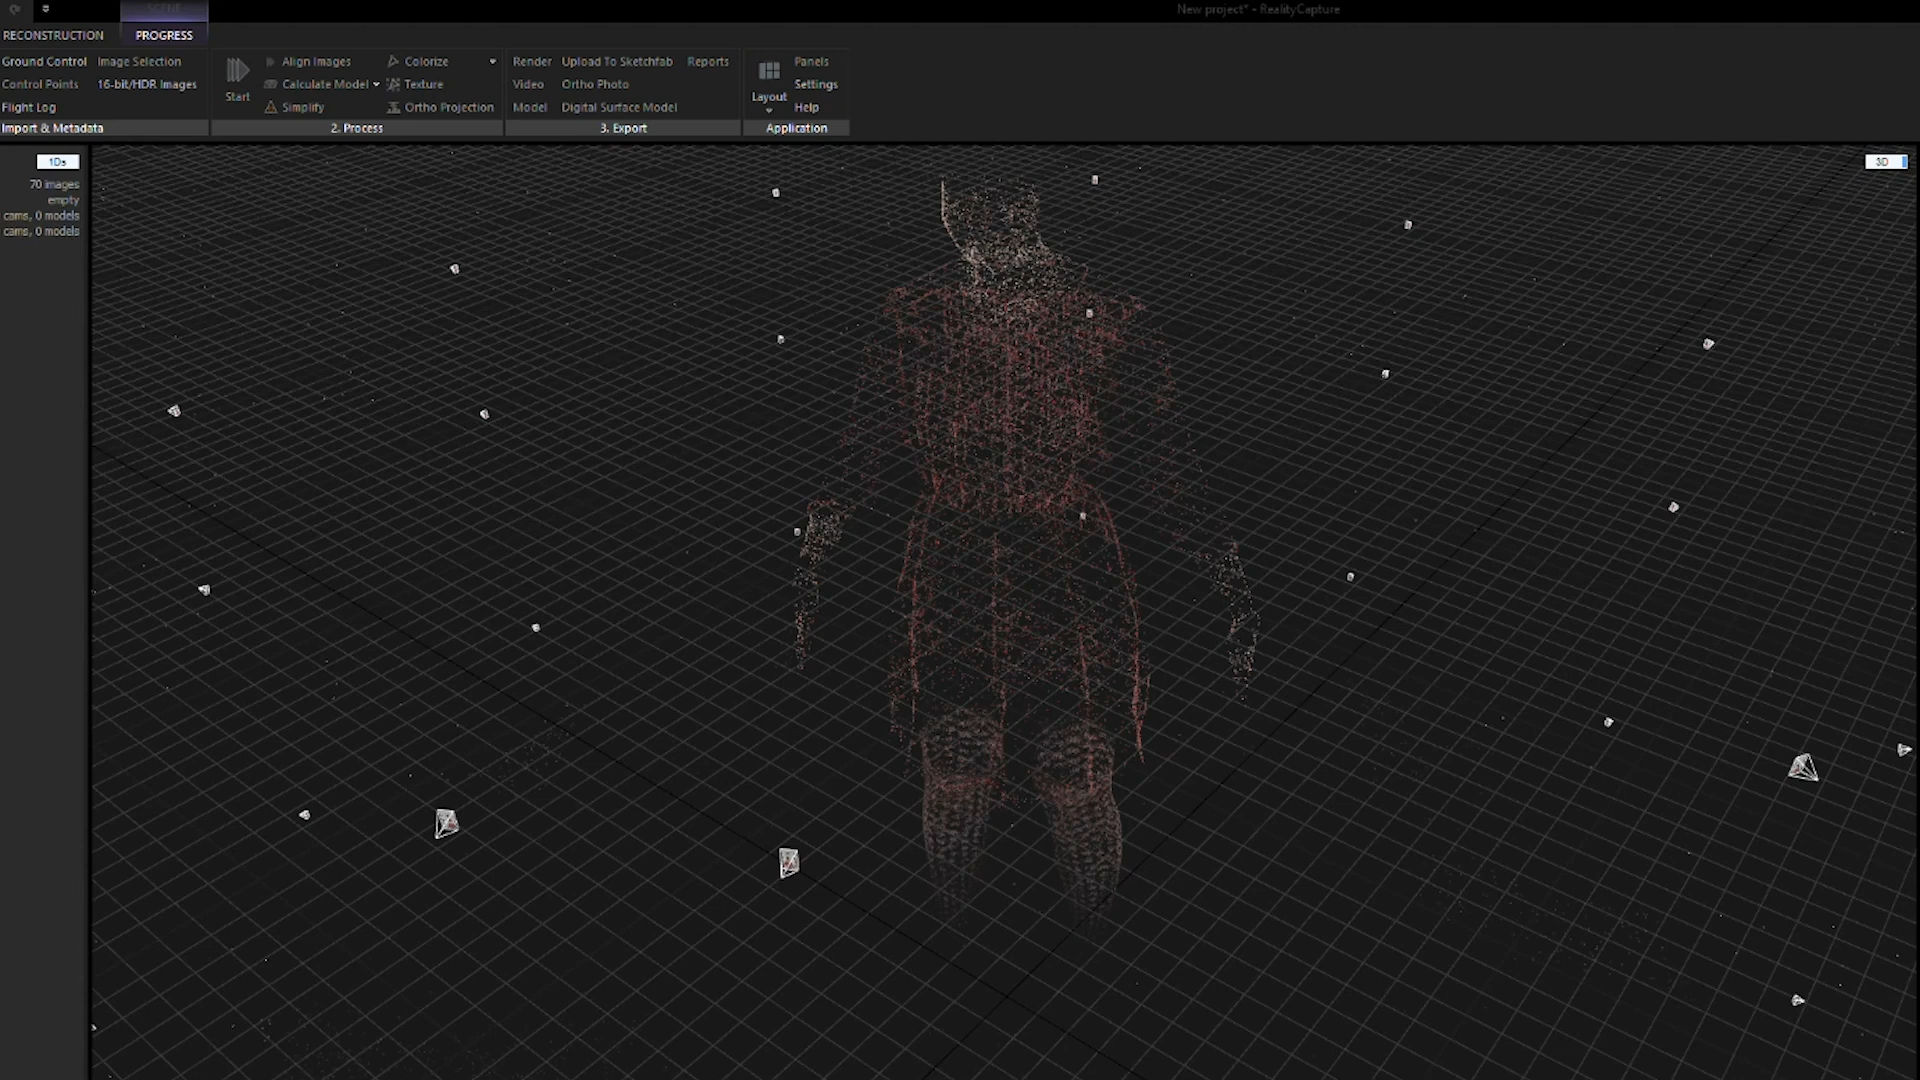 SCENE
New project* - RealityCapture
RECONSTRUCTION PROGRESS
Ground Control Image Selection Align Images Colorize Render Upload To Sketchfab Reports Panels
Control Points 16-bit/HDR Images Start Calculate Model Texture Video Ortho Photo Layout Settings
Flight Log Simplify Ortho Projection Model Digital Surface Model Help
Import & Metadata 2. Process 3. Export Application
1Ds 3D
70 images
empty
cams, 0 models
cams, 0 models